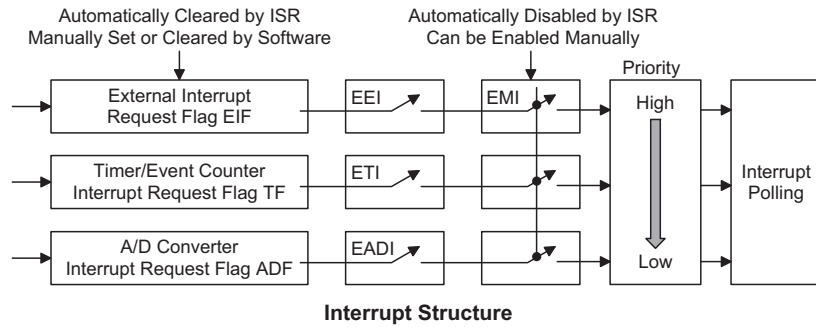 Automatically Cleared by ISR
Manually Set or Cleared by Software
Automatically Disabled by ISR
Can be Enabled Manually
Priority
External Interrupt
Request Flag EIF
EEI
EMI
High
Timer/Event Counter
Interrupt Request Flag TF
ETI
Interrupt
Polling
A/D Converter
Interrupt Request Flag ADF
EADI
Low
Interrupt Structure